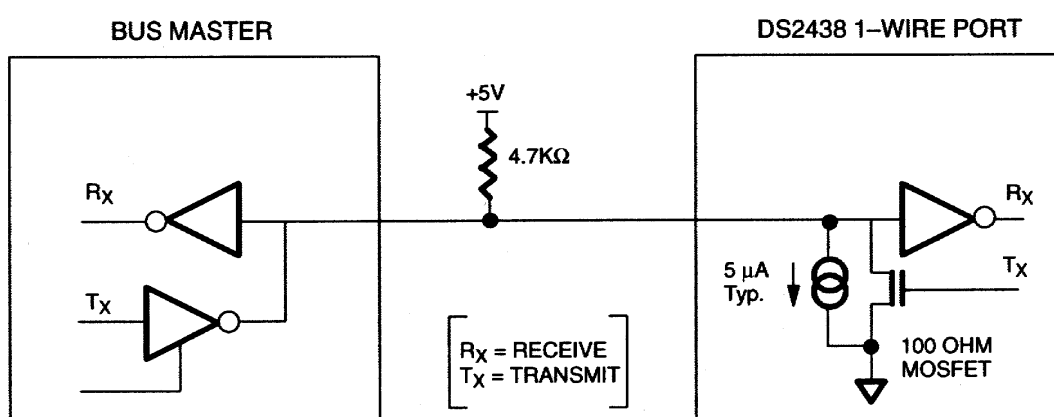 BUS MASTER
DS2438 1–WIRE PORT
+5V
4.7KΩ
RX
RX
5 µA
Typ.
TX
TX
RX = RECEIVE
TX = TRANSMIT
100 OHM
MOSFET